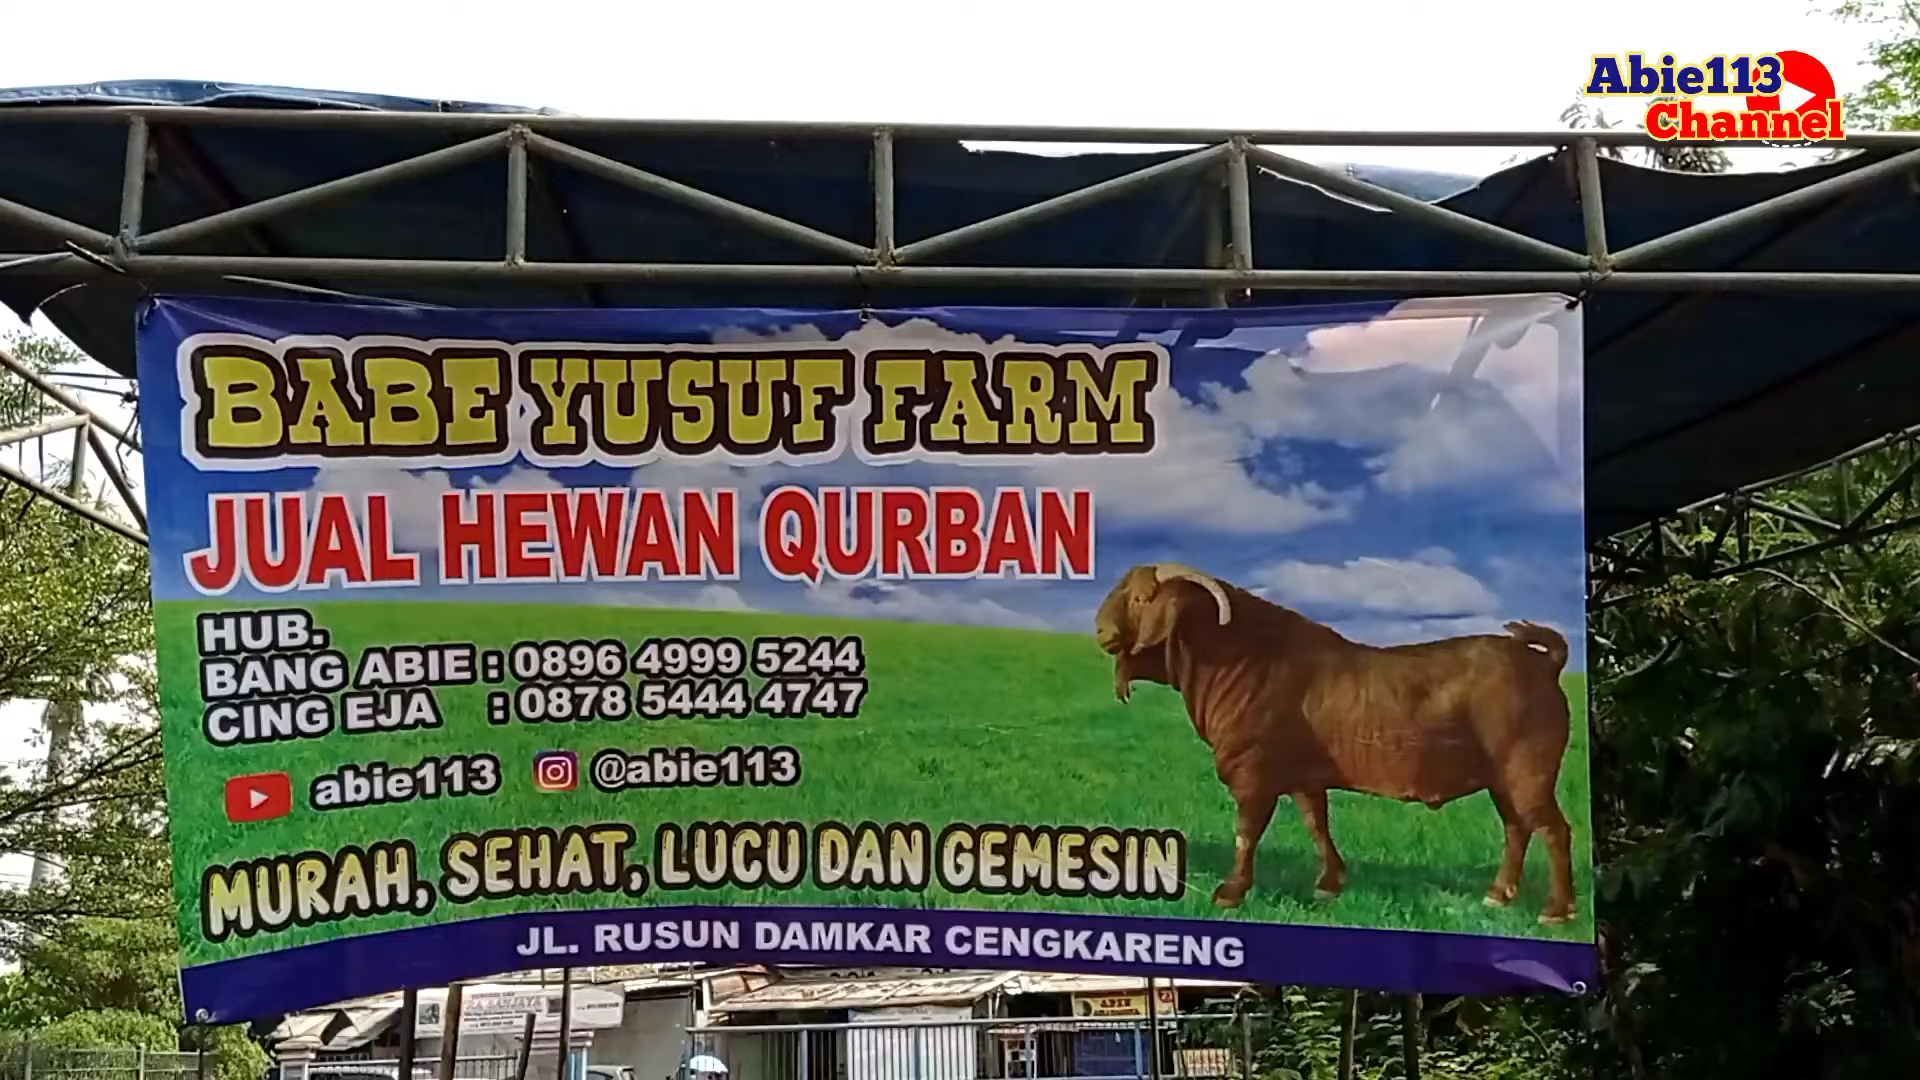 Abie113
Channel
BABE YUSUF FARM
JUAL HEWAN QURBAN
HUB.
BANG ABIE : 0896 4999 5244
CING EJA : 0878 5444 4747
abie113 @abie113
MURAH, SEHAT, LUCU DAN GEMESIN
JL. RUSUN DAMKAR CENGKARENG